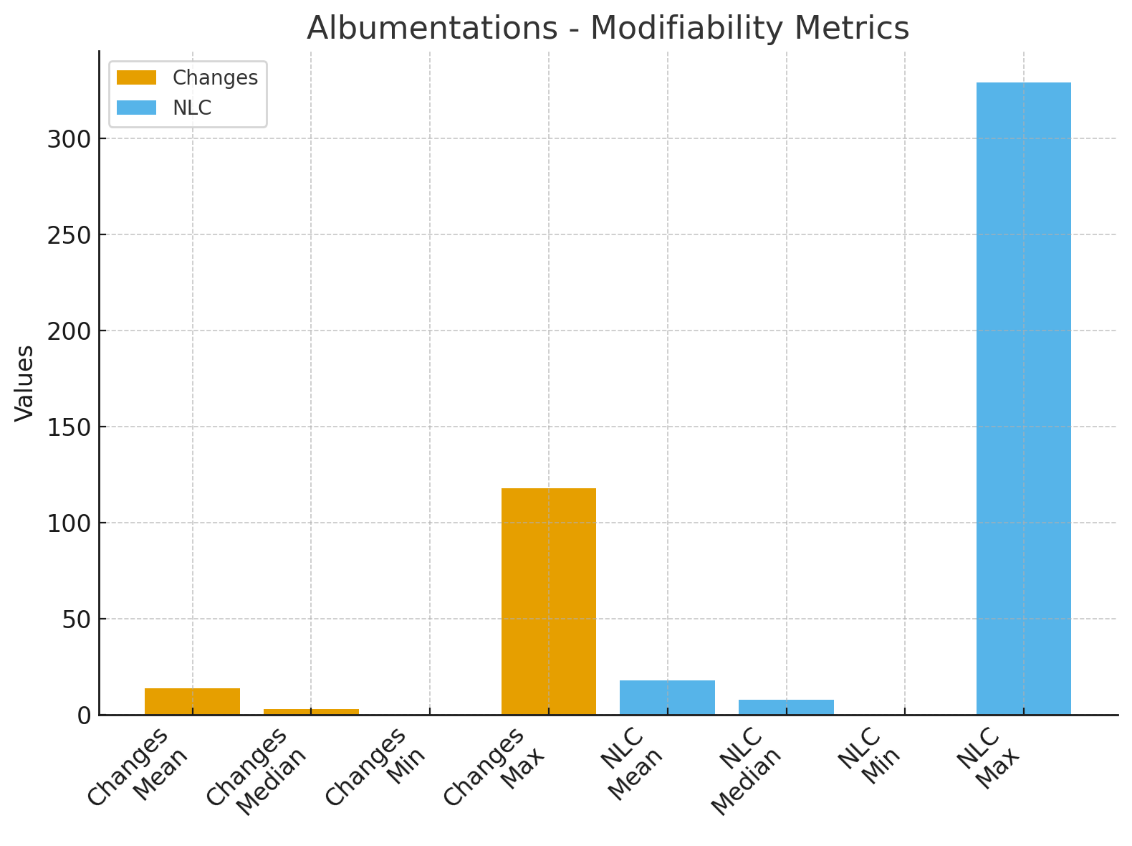 Albumentations - Modifiability Metrics
Changes
NLC
Values
300
250
200
150
100
50
0
Changes
Mean
Changes
Median
Changes
Min
Changes
Max
NLC
Mean
NLC
Median
NLC
Min
NLC
Max